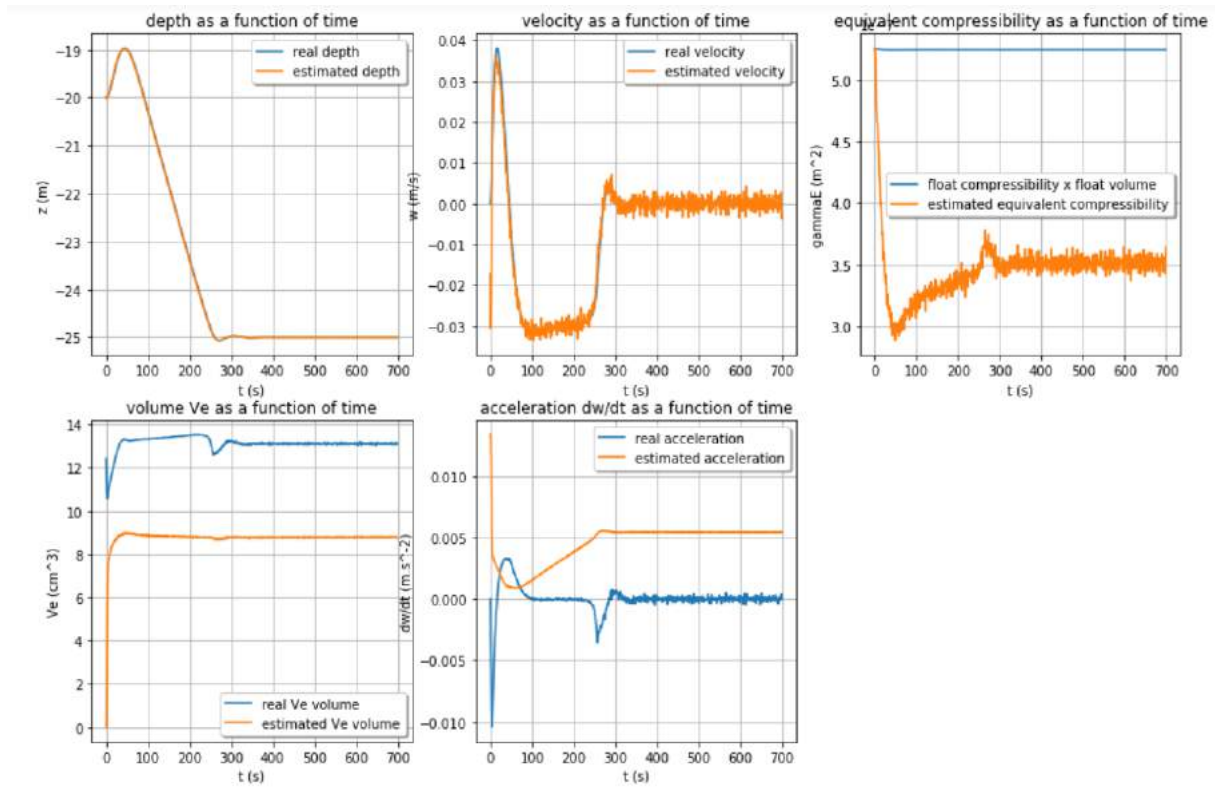 depth as a function of time
real depth
estimated depth
z (m)
−19
−20
−21
−22
−23
−24
−25
0 100 200 300 400 500 600 700
t (s)
velocity as a function of time
real velocity
estimated velocity
w (m/s)
0.04
0.03
0.02
0.01
0.00
−0.01
−0.02
−0.03
0 100 200 300 400 500 600 700
t (s)
equivalent compressibility as a function of time
float compressibility x float volume
estimated equivalent compressibility
gammaE (m^2)
5.0
4.5
4.0
3.5
3.0
0 100 200 300 400 500 600 700
t (s)
volume Ve as a function of time
real Ve volume
estimated Ve volume
Ve (cm^3)
14
12
10
8
6
4
2
0
0 100 200 300 400 500 600 700
t (s)
acceleration dw/dt as a function of time
real acceleration
estimated acceleration
dw/dt (m s^-2)
0.010
0.005
0.000
−0.005
−0.010
0 100 200 300 400 500 600 700
t (s)